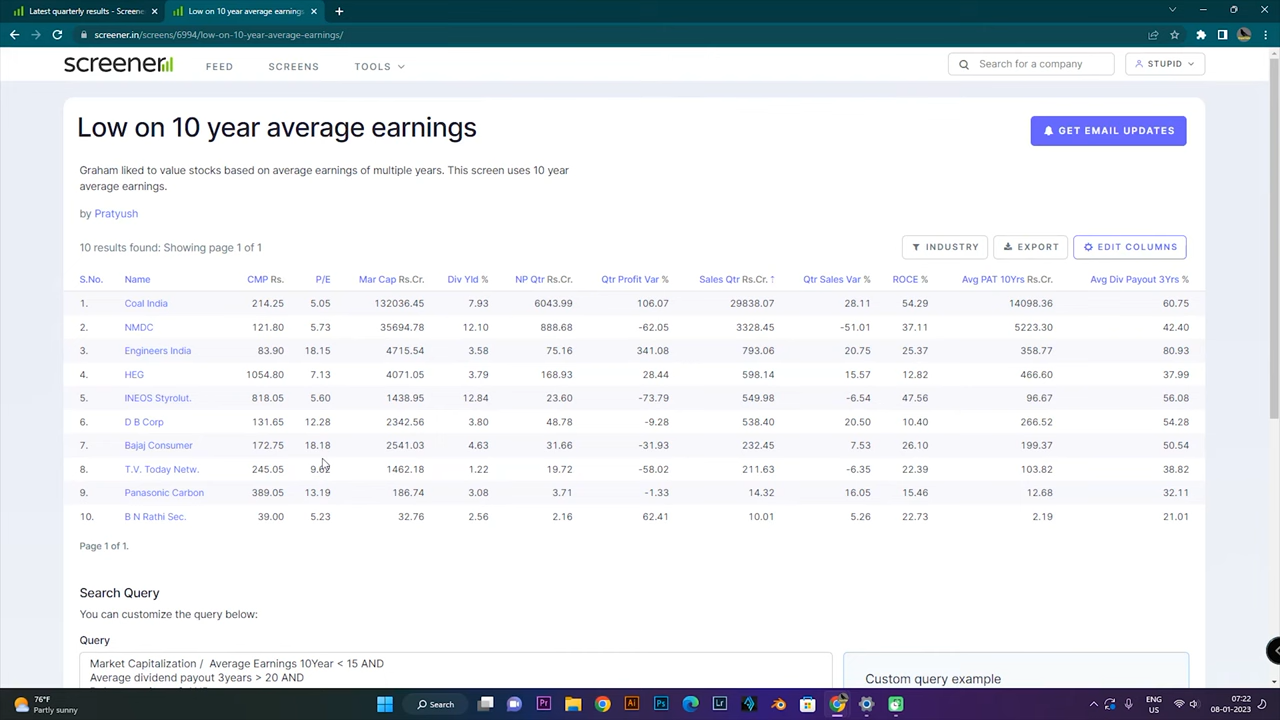 Latest quarterly results - Screener
Low on 10 year average earnings
screener.in/screens/6994/low-on-10-year-average-earnings/
screener
FEED
SCREENS
TOOLS
Search for a company
STUPID
Low on 10 year average earnings
GET EMAIL UPDATES
Graham liked to value stocks based on average earnings of multiple years. This screen uses 10 year
average earnings.
by Pratyush
10 results found: Showing page 1 of 1
INDUSTRY
EXPORT
EDIT COLUMNS
S.No. Name CMP Rs. P/E Mar Cap Rs.Cr. Div Yld % NP Qtr Rs.Cr. Qtr Profit Var % Sales Qtr Rs.Cr. ↑ Qtr Sales Var % ROCE % Avg PAT 10Yrs Rs.Cr. Avg Div Payout 3Yrs %
1. Coal India 214.25 5.05 132036.45 7.93 6043.99 106.07 29838.07 28.11 54.29 14098.36 60.75
2. NMDC 121.80 5.73 35694.78 12.10 888.68 -62.05 3328.45 -51.01 37.11 5223.30 42.40
3. Engineers India 83.90 18.15 4715.54 3.58 75.16 341.08 793.06 20.75 25.37 358.77 80.93
4. HEG 1054.80 7.13 4071.05 3.79 168.93 28.44 598.14 15.57 12.82 466.60 37.99
5. INEOS Styrolut. 818.05 5.60 1438.95 12.84 23.60 -73.79 549.98 -6.54 47.56 96.67 56.08
6. D B Corp 131.65 12.28 2342.56 3.80 48.78 -9.28 538.40 20.50 10.40 266.52 54.28
7. Bajaj Consumer 172.75 18.18 2541.03 4.63 31.66 -31.93 232.45 7.53 26.10 199.37 50.54
8. T.V. Today Netw. 245.05 1462.18 1.22 19.72 -58.02 211.63 -6.35 22.39 103.82 38.82
9. Panasonic Carbon 389.05 13.19 186.74 3.08 3.71 -1.33 14.32 16.05 15.46 12.68 32.11
10. B N Rathi Sec. 39.00 5.23 32.76 2.56 2.16 62.41 10.01 5.26 22.73 2.19 21.01
Page 1 of 1.
Search Query
You can customize the query below:
Query
Market Capitalization / Average Earnings 10Year < 15 AND
Average dividend payout 3years > 20 AND
Custom query example
76°F
Partly sunny
Search
ENG
US
07:22
08-01-2023